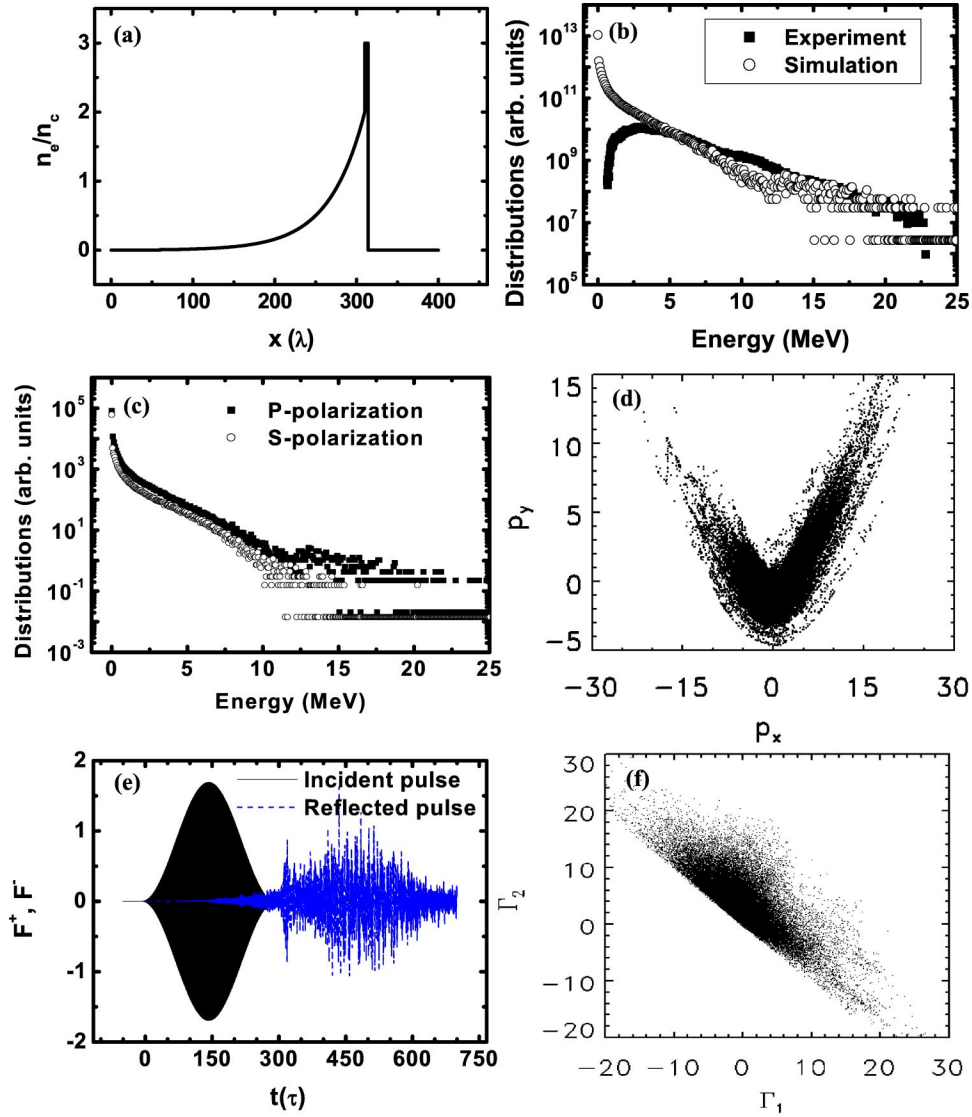 (a)
n_e/n_c
3
2
1
0
0 100 200 300 400
x (λ)
(b)
Experiment
Simulation
Distributions (arb. units)
10^13
10^11
10^9
10^7
10^5
0 5 10 15 20 25
Energy (MeV)
(c)
P-polarization
S-polarization
Distributions (arb. units)
10^5
10^3
10^1
10^-1
10^-3
0 5 10 15 20 25
Energy (MeV)
(d)
p_y
15
10
5
-0
-5
-30 -15 0 15 30
p_x
(e)
Incident pulse
Reflected pulse
F^+, F^-
2
1
0
-1
-2
0 150 300 450 600 750
t(τ)
(f)
Γ_2
30
20
10
0
-10
-20
-20 -10 0 10 20 30
Γ_1